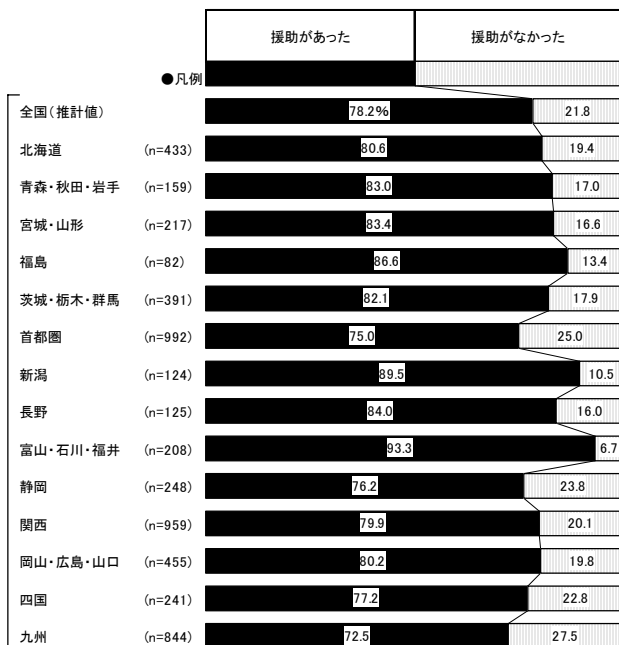 援助があった 援助がなかった
●凡例
全国(推計値) 78.2% 21.8
北海道 (n=433) 80.6 19.4
青森・秋田・岩手 (n=159) 83.0 17.0
宮城・山形 (n=217) 83.4 16.6
福島 (n=82) 86.6 13.4
茨城・栃木・群馬 (n=391) 82.1 17.9
首都圏 (n=992) 75.0 25.0
新潟 (n=124) 89.5 10.5
長野 (n=125) 84.0 16.0
富山・石川・福井 (n=208) 93.3 6.7
静岡 (n=248) 76.2 23.8
関西 (n=959) 79.9 20.1
岡山・広島・山口 (n=455) 80.2 19.8
四国 (n=241) 77.2 22.8
九州 (n=844) 72.5 27.5